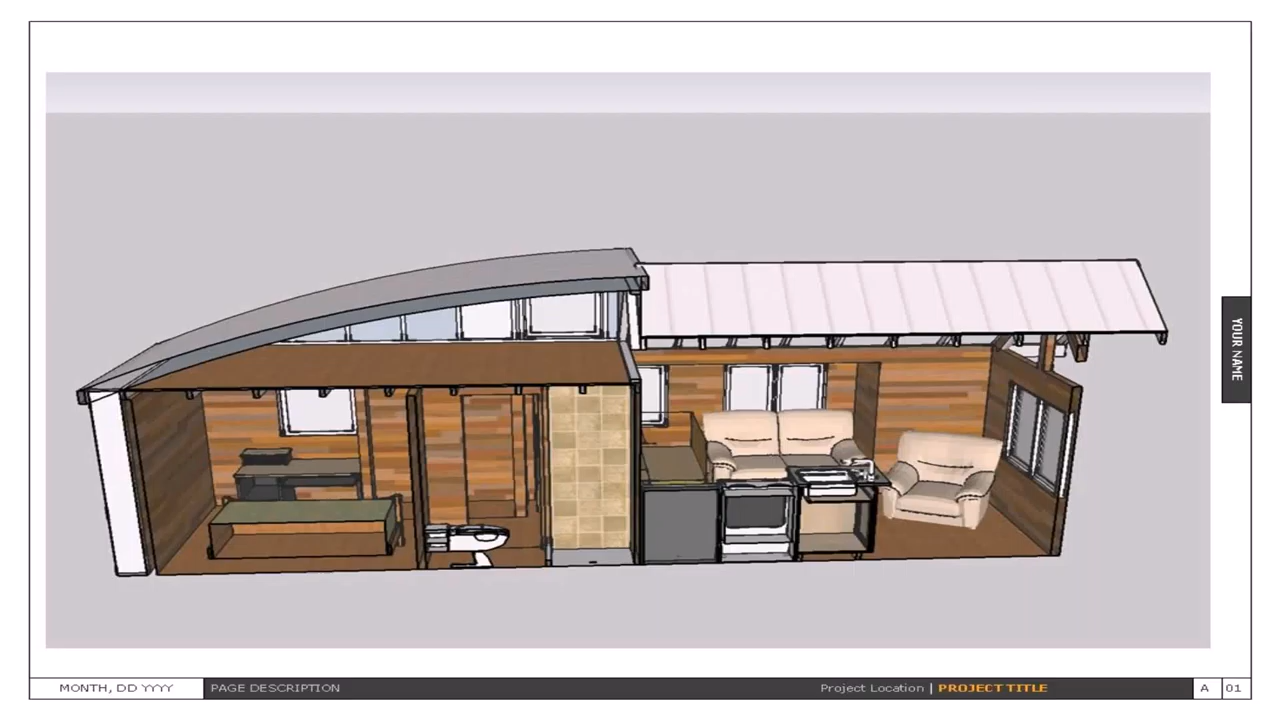 YOUR NAME
MONTH, DD YYYY
PAGE DESCRIPTION
Project Location | PROJECT TITLE
A 01